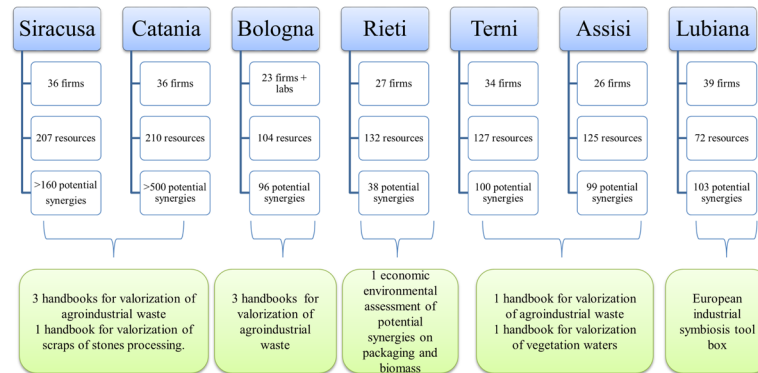 Siracusa
Catania
Bologna
Rieti
Terni
Assisi
Lubiana
36 firms
36 firms
23 firms +
labs
27 firms
34 firms
26 firms
39 firms
207 resources
210 resources
104 resurces
132 resources
127 resources
125 resources
72 resources
>160 potential
synergies
>500 potential
synergies
96 potential
synergies
38 potential
synergies
100 potential
synergies
99 potential
synergies
103 potential
synergies
3 handbooks for valorization of
agroindustrial waste
1 handbook for valorization of
scraps of stones processing.
3 handbooks for
valorization of
agroindustrial
waste
1 economic
environmental
assessment of
potential
synergies on
packaging and
biomass
1 handbook for valorization
of agroindustrial waste
1 handbook for valorization
of vegetation waters
European
industrial
symbiosis tool
box